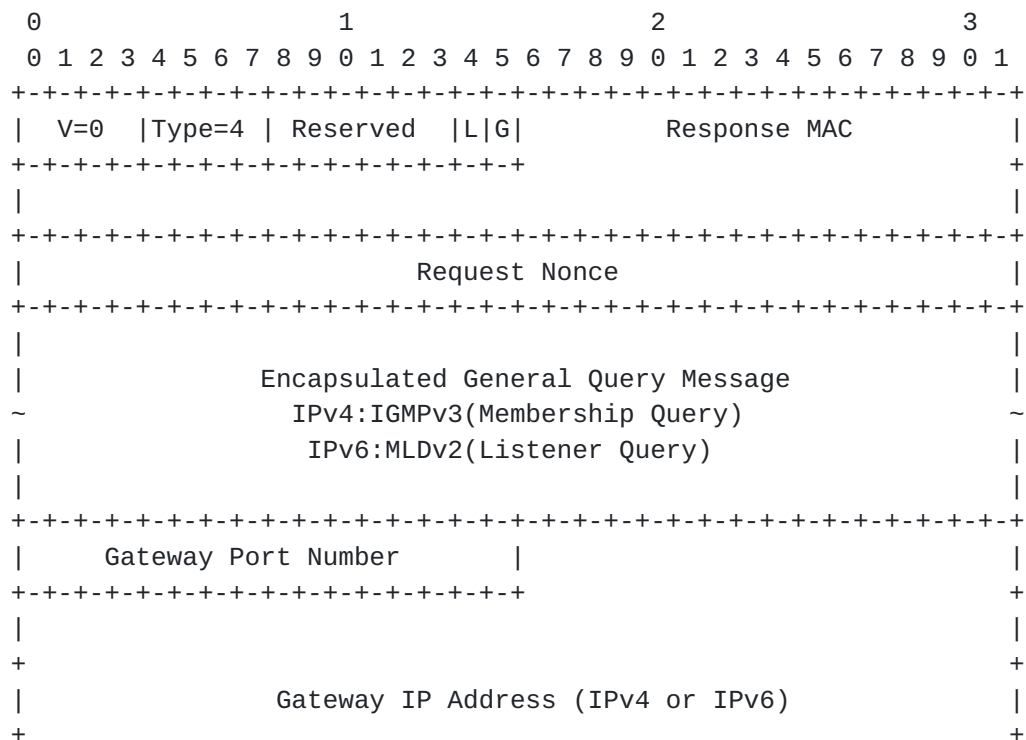 0                   1                   2                   3
 0 1 2 3 4 5 6 7 8 9 0 1 2 3 4 5 6 7 8 9 0 1 2 3 4 5 6 7 8 9 0 1
+-+-+-+-+-+-+-+-+-+-+-+-+-+-+-+-+-+-+-+-+-+-+-+-+-+-+-+-+-+-+-+-+
|  V=0  |Type=4 | Reserved  |L|G|         Response MAC          |
+-+-+-+-+-+-+-+-+-+-+-+-+-+-+-+-+                               +
|                                                               |
+-+-+-+-+-+-+-+-+-+-+-+-+-+-+-+-+-+-+-+-+-+-+-+-+-+-+-+-+-+-+-+-+
|                         Request Nonce                         |
+-+-+-+-+-+-+-+-+-+-+-+-+-+-+-+-+-+-+-+-+-+-+-+-+-+-+-+-+-+-+-+-+
|                                                               |
|               Encapsulated General Query Message              |
~                 IPv4:IGMPv3(Membership Query)                 ~
|                  IPv6:MLDv2(Listener Query)                   |
|                                                               |
+-+-+-+-+-+-+-+-+-+-+-+-+-+-+-+-+-+-+-+-+-+-+-+-+-+-+-+-+-+-+-+-+
|     Gateway Port Number       |                               |
+-+-+-+-+-+-+-+-+-+-+-+-+-+-+-+-+                               +
|                                                               |
+                                                               +
|                Gateway IP Address (IPv4 or IPv6)              |
+                                                               +